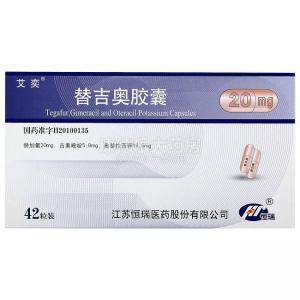 艾奕®
替吉奥胶囊
20 mg
Tegafur,Gimeracil and Oteracil Potassium Capsules
国药准字H20100135
替加氟20mg,吉美嘧啶5.8mg,奥替拉西钾19.6mg
42粒装
江苏恒瑞医药股份有限公司
恒瑞